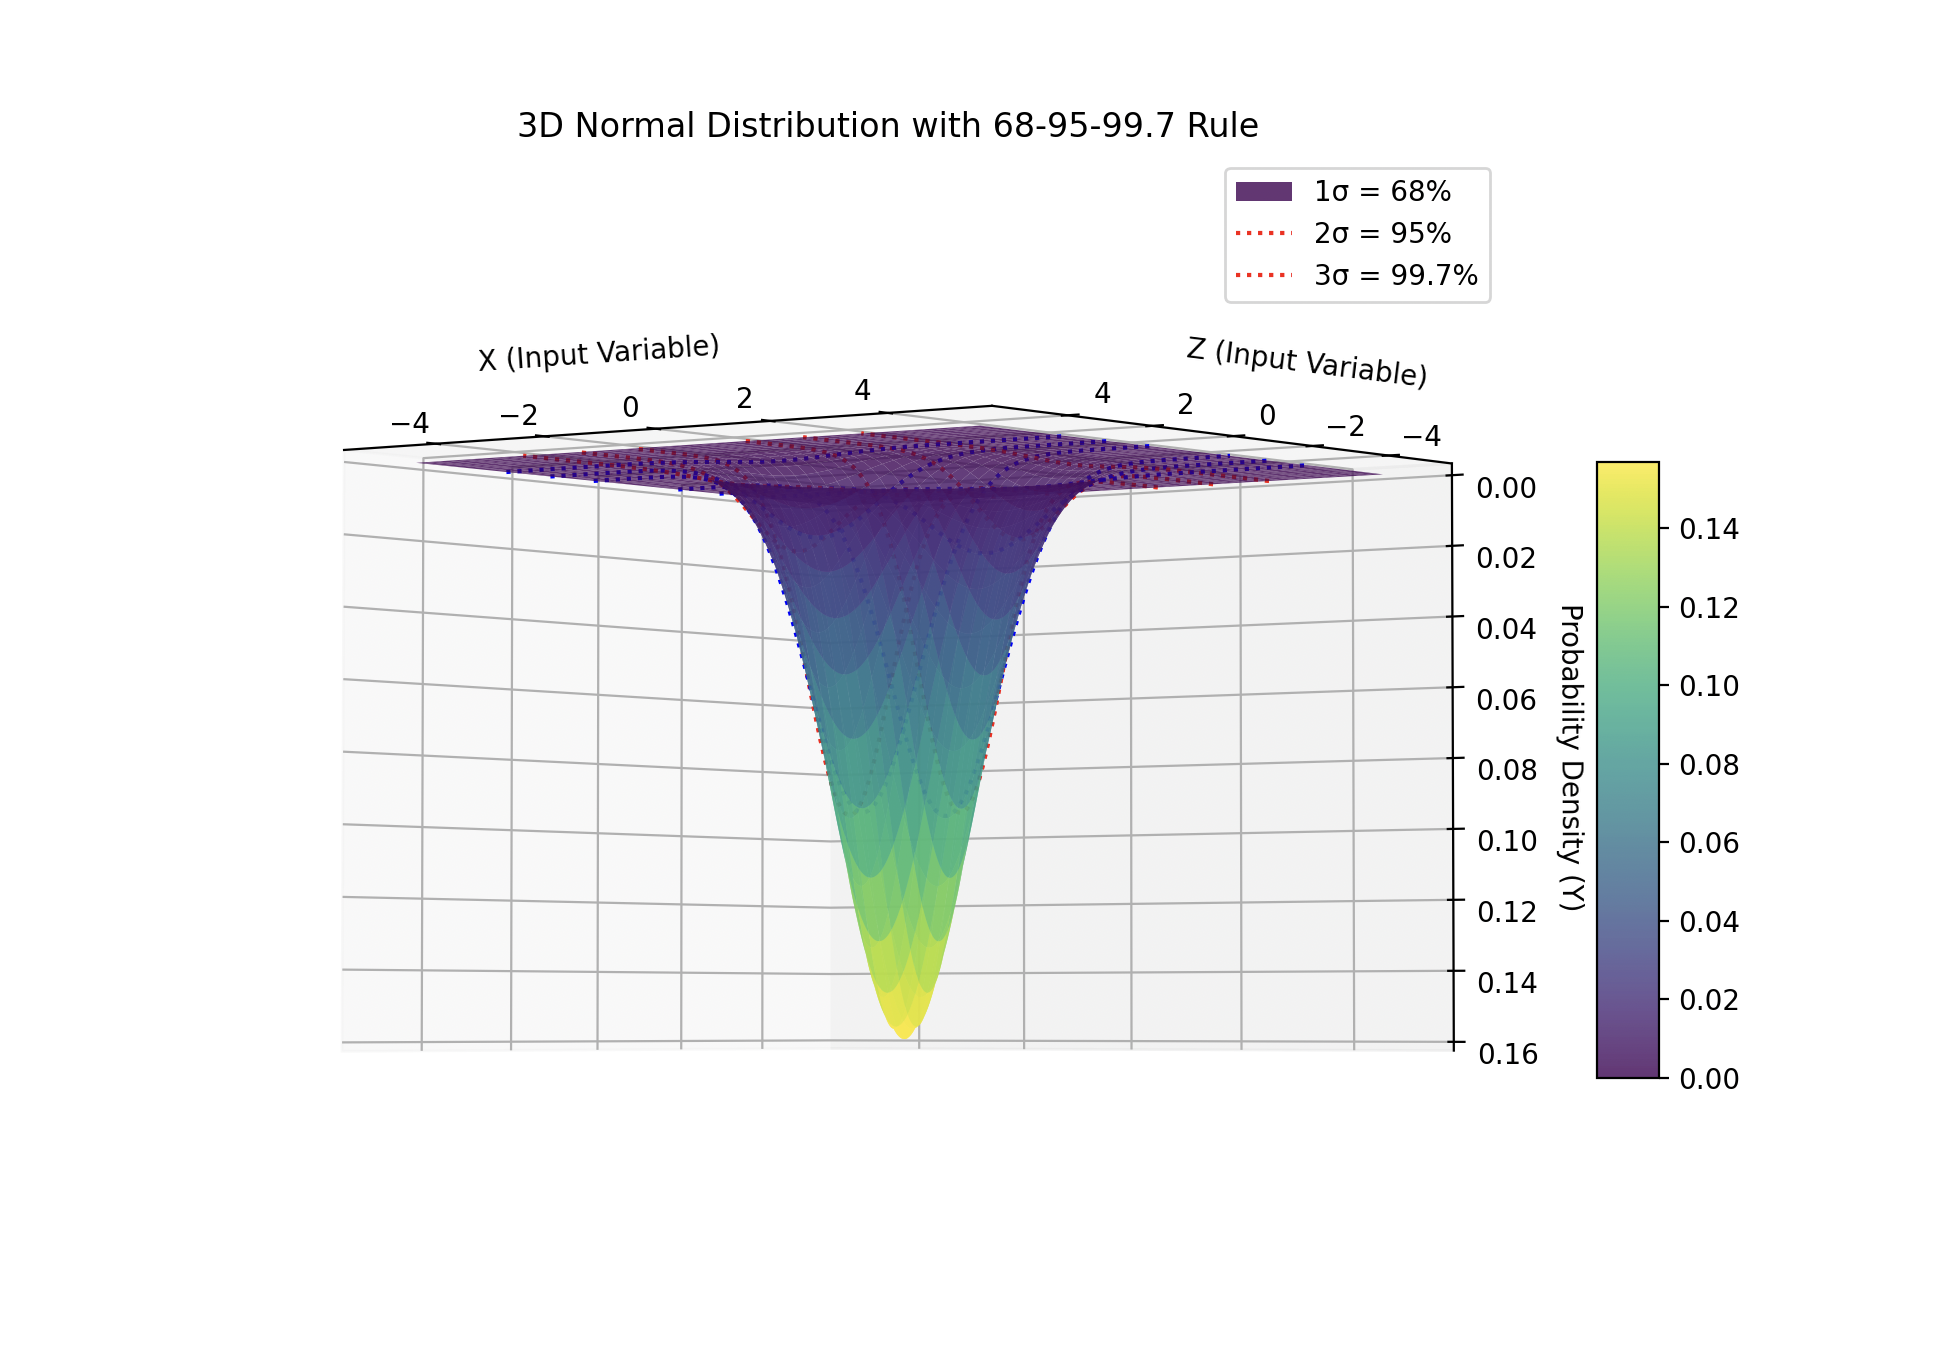 3D Normal Distribution with 68-95-99.7 Rule
1σ = 68%
2σ = 95%
3σ = 99.7%
X (Input Variable)
Z (Input Variable)
−4 −2 0 2 4
4 2 0 −2 −4
0.00
0.02
0.04
0.06
0.08
0.10
0.12
0.14
0.16
Probability Density (Y)
0.14
0.12
0.10
0.08
0.06
0.04
0.02
0.00